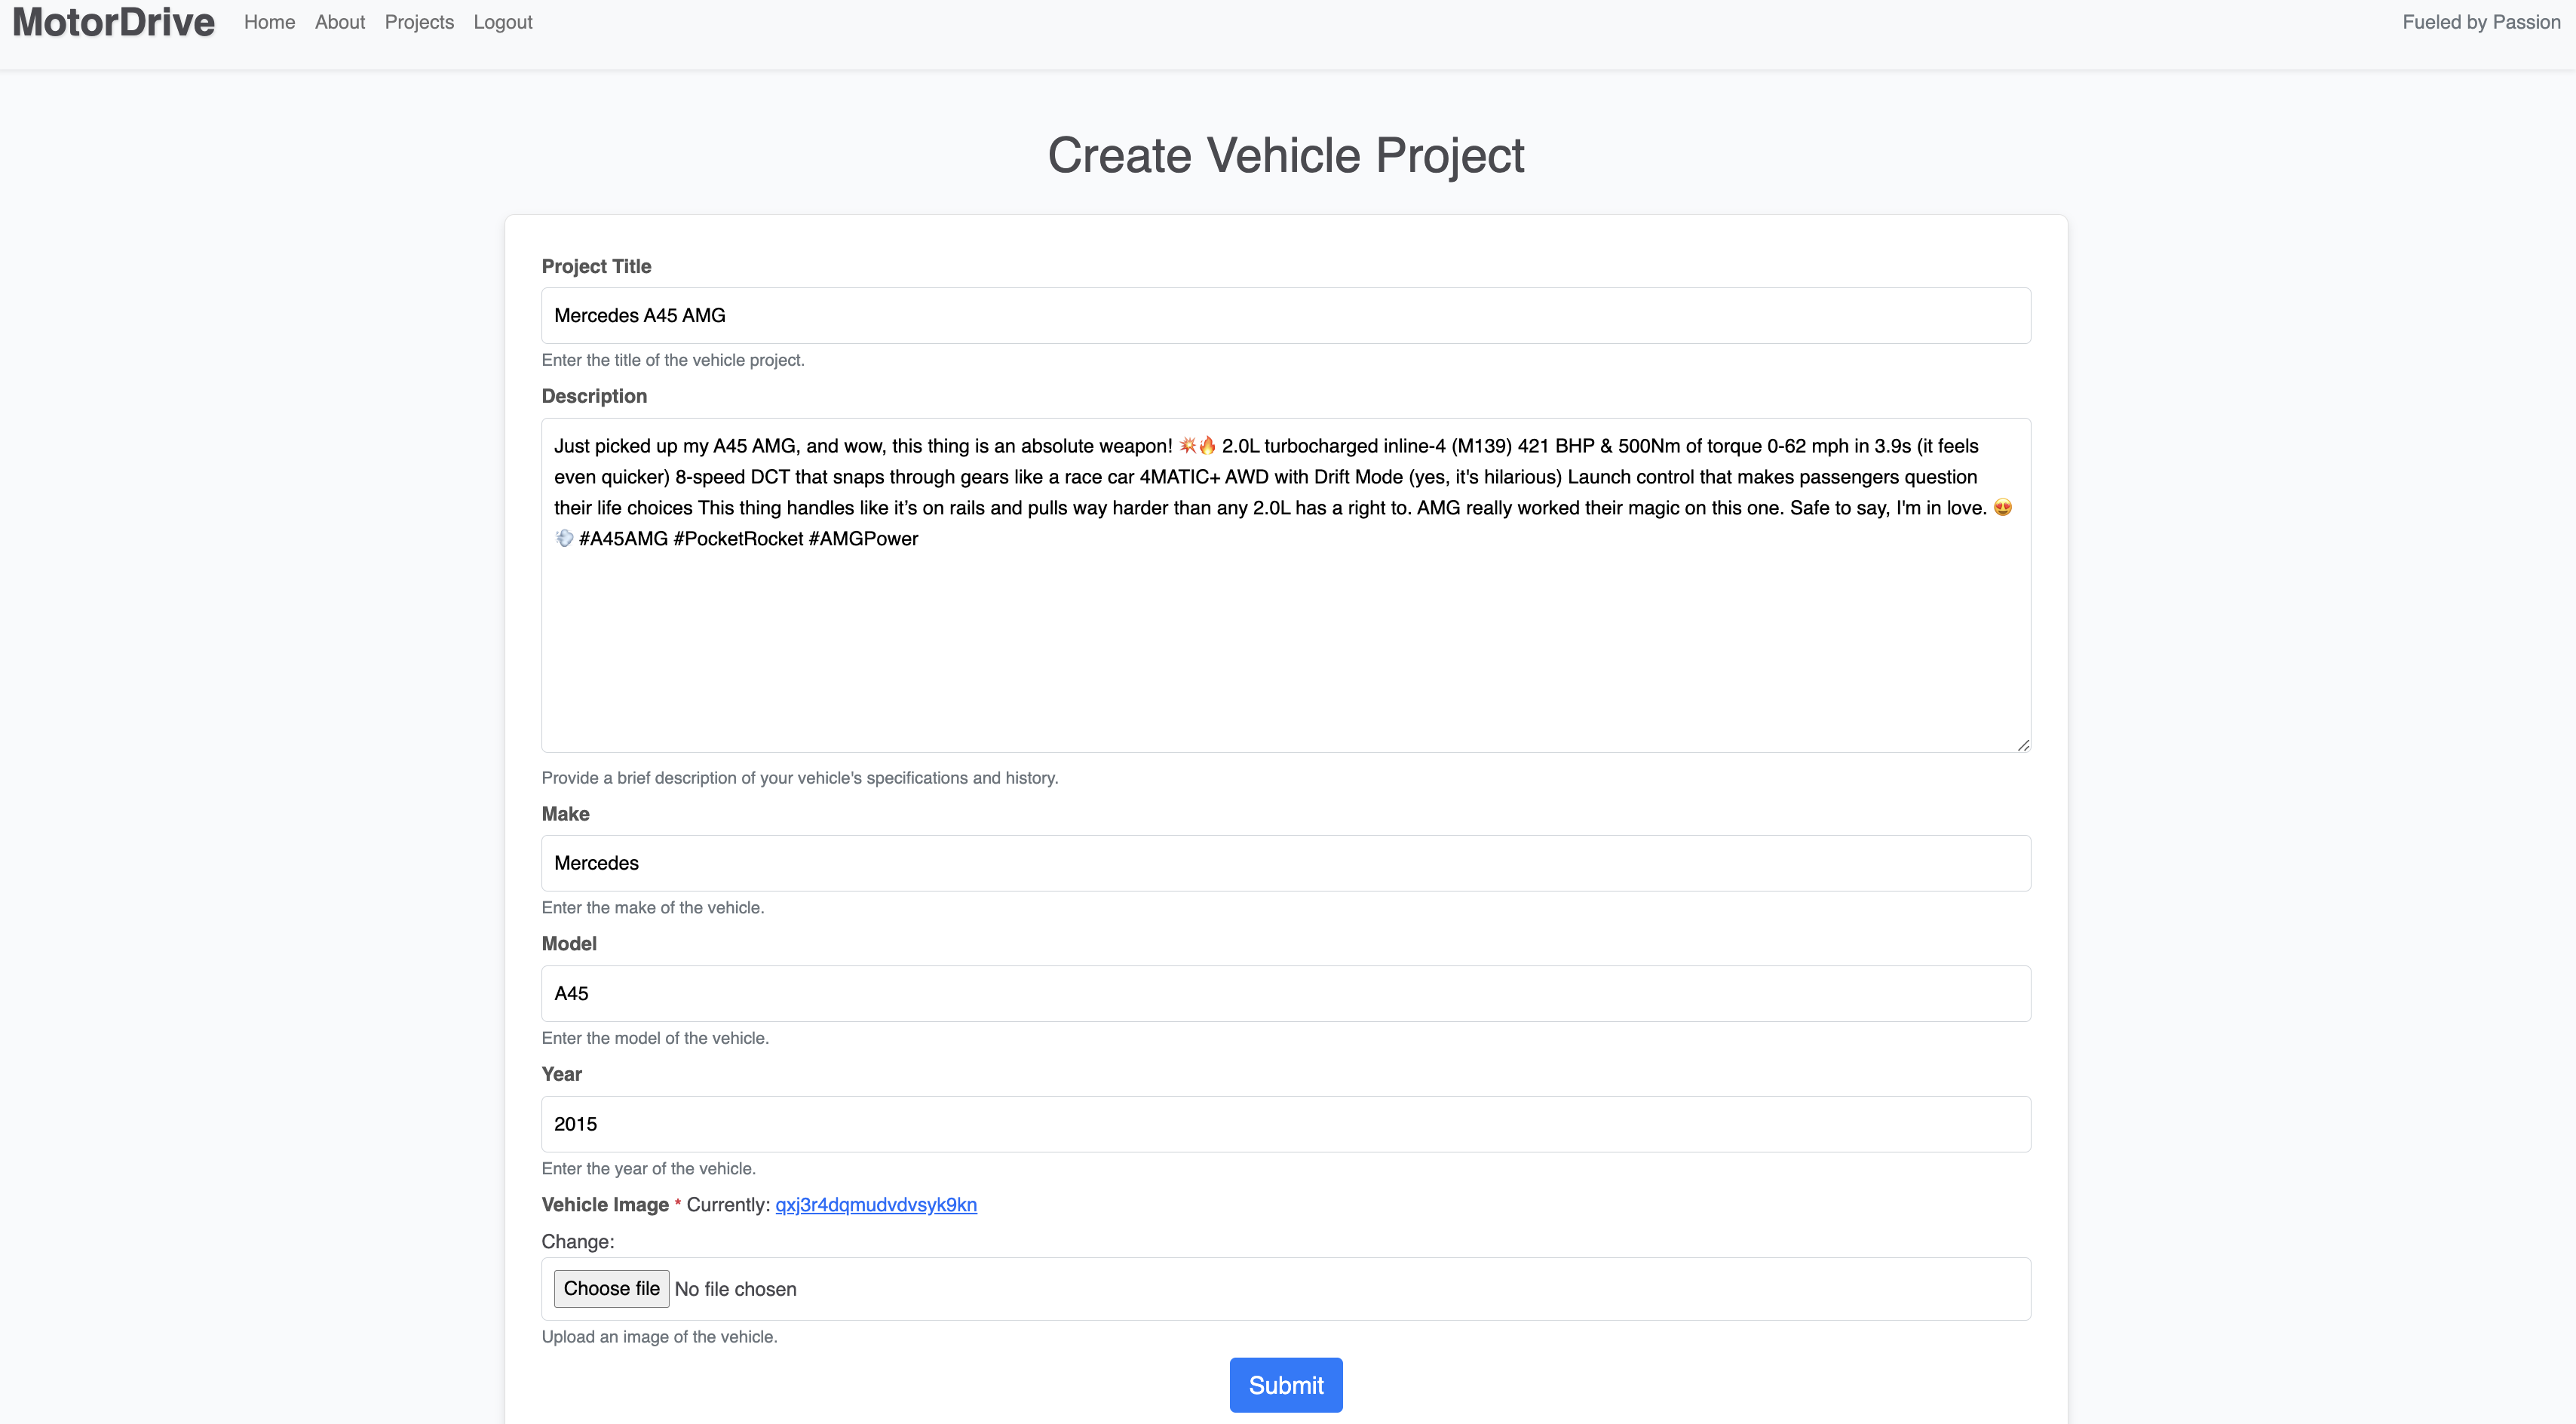 MotorDrive Home About Projects Logout Fueled by Passion
Create Vehicle Project
Project Title
Mercedes A45 AMG
Enter the title of the vehicle project.
Description
Just picked up my A45 AMG, and wow, this thing is an absolute weapon! 💥🔥 2.0L turbocharged inline-4 (M139) 421 BHP & 500Nm of torque 0-62 mph in 3.9s (it feels
even quicker) 8-speed DCT that snaps through gears like a race car 4MATIC+ AWD with Drift Mode (yes, it's hilarious) Launch control that makes passengers question
their life choices This thing handles like it’s on rails and pulls way harder than any 2.0L has a right to. AMG really worked their magic on this one. Safe to say, I'm in love. 😍
💨 #A45AMG #PocketRocket #AMGPower
Provide a brief description of your vehicle's specifications and history.
Make
Mercedes
Enter the make of the vehicle.
Model
A45
Enter the model of the vehicle.
Year
2015
Enter the year of the vehicle.
Vehicle Image * Currently: qxj3r4dqmudvdvsyk9kn
Change:
Choose file No file chosen
Upload an image of the vehicle.
Submit